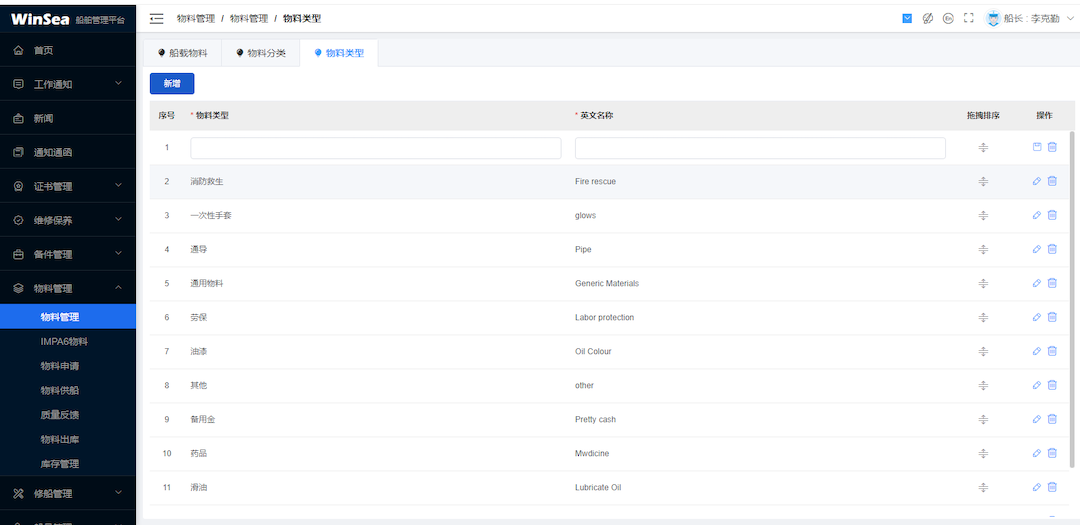 WinSea 船舶管理平台
物料管理 / 物料管理 / 物料类型
En
船长 : 李克勤
首页
工作通知
新闻
通知通函
证书管理
维修保养
备件管理
物料管理
物料管理
IMPA6物料
物料申请
物料供船
质量反馈
物料出库
库存管理
修船管理
船载物料 物料分类 物料类型
新增
序号 * 物料类型 * 英文名称 拖拽排序 操作
1
2 消防救生 Fire rescue
3 一次性手套 glows
4 通导 Pipe
5 通用物料 Generic Materials
6 劳保 Labor protection
7 油漆 Oil Colour
8 其他 other
9 备用金 Pretty cash
10 药品 Mwdicine
11 滑油 Lubricate Oil